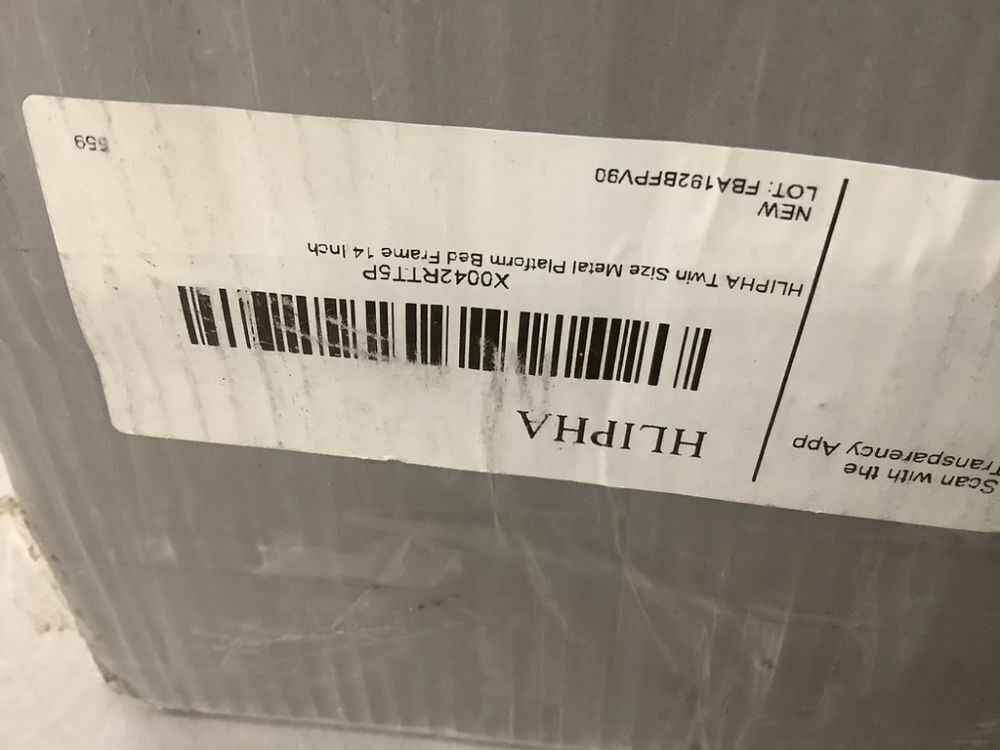 Scan with the
Transparency App
HLIPHA
X0042RTT5P
HLIPHA Twin Size Metal Platform Bed Frame 14 Inch
NEW
LOT: FBA192BFPV90
559